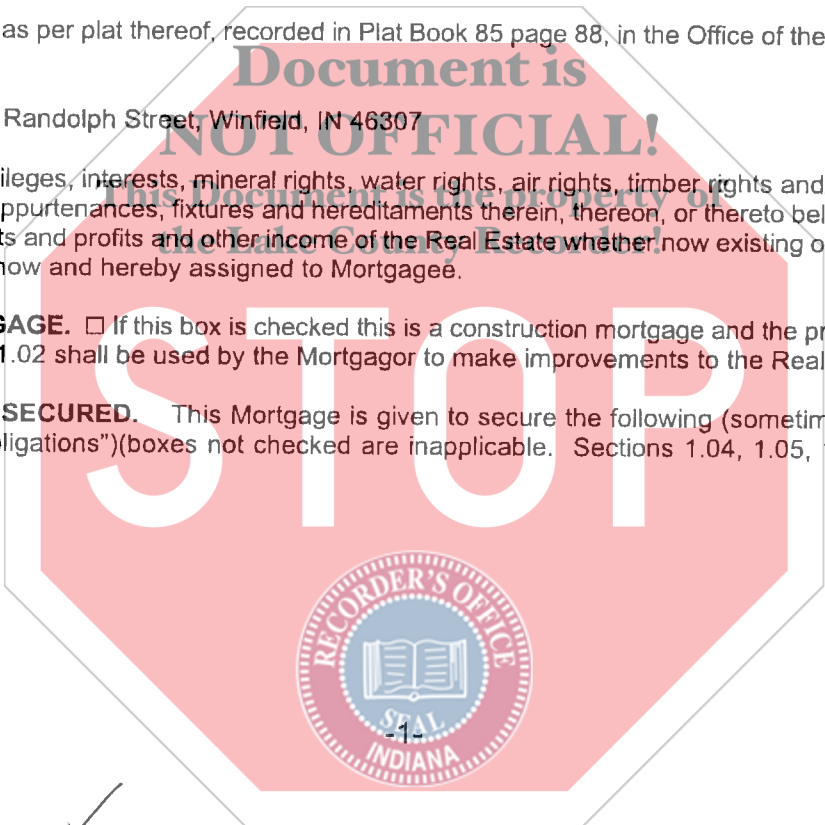 as per plat thereof, recorded in Plat Book 85 page 88, in the Office of the
Document is
Randolph Street, Winfield, IN 46307
NOT OFFICIAL!
ileges, interests, mineral rights, water rights, air rights, timber rights and
This Document is the property of
ppurtenances, fixtures and hereditaments therein, thereon, or thereto bel
ts and profits and other income of the Real Estate whether now existing o
the Lake County Recorder!
now and hereby assigned to Mortgagee.
GAGE. ☐ If this box is checked this is a construction mortgage and the pr
1.02 shall be used by the Mortgagor to make improvements to the Real
STOP
SECURED. This Mortgage is given to secure the following (sometim
ligations")(boxes not checked are inapplicable. Sections 1.04, 1.05,
RECORDER'S OFFICE
SEAL
-1-
INDIANA